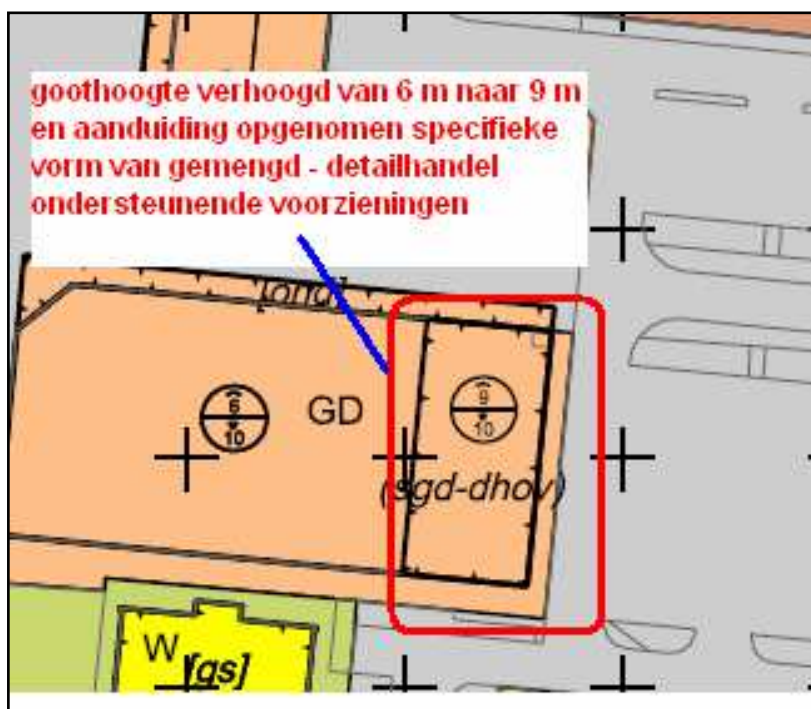 goothoogte verhoogd van 6 m naar 9 m
en aanduiding opgenomen specifieke
vorm van gemengd - detailhandel
ondersteunende voorzieningen
6
10
GD
9
10
(sgd-dhov)
W
[gs]